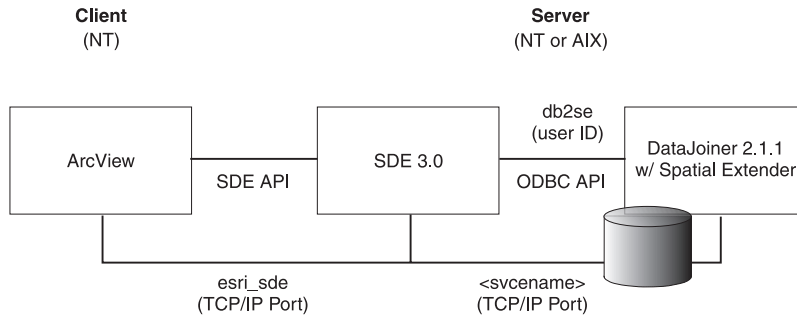 Client
(NT)
Server
(NT or AIX)
ArcView
SDE API
SDE 3.0
db2se
(user ID)
ODBC API
DataJoiner 2.1.1
w/ Spatial Extender
esri_sde
(TCP/IP Port)
<svcename>
(TCP/IP Port)